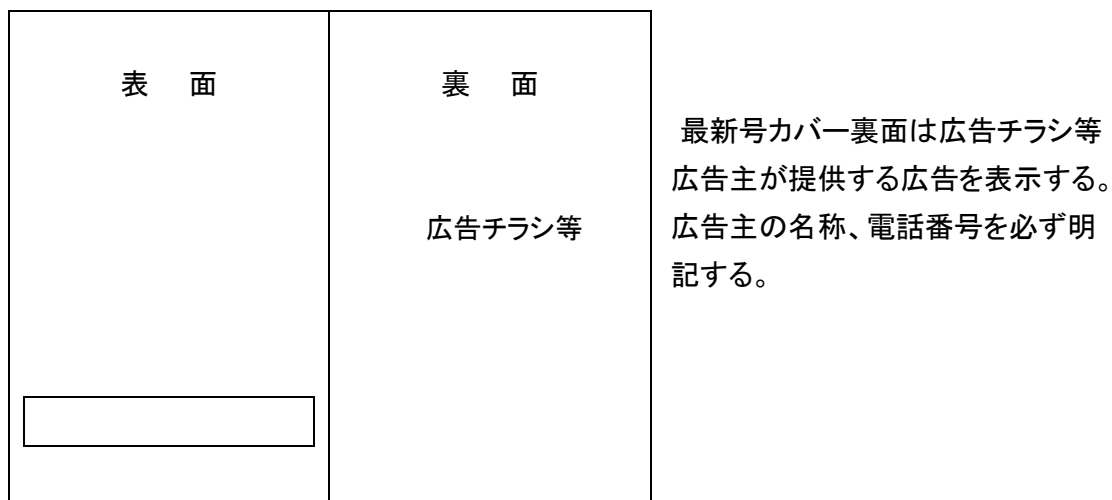 表 面
裏 面
広告チラシ等
最新号カバー裏面は広告チラシ等
広告主が提供する広告を表示する。
広告主の名称、電話番号を必ず明
記する。